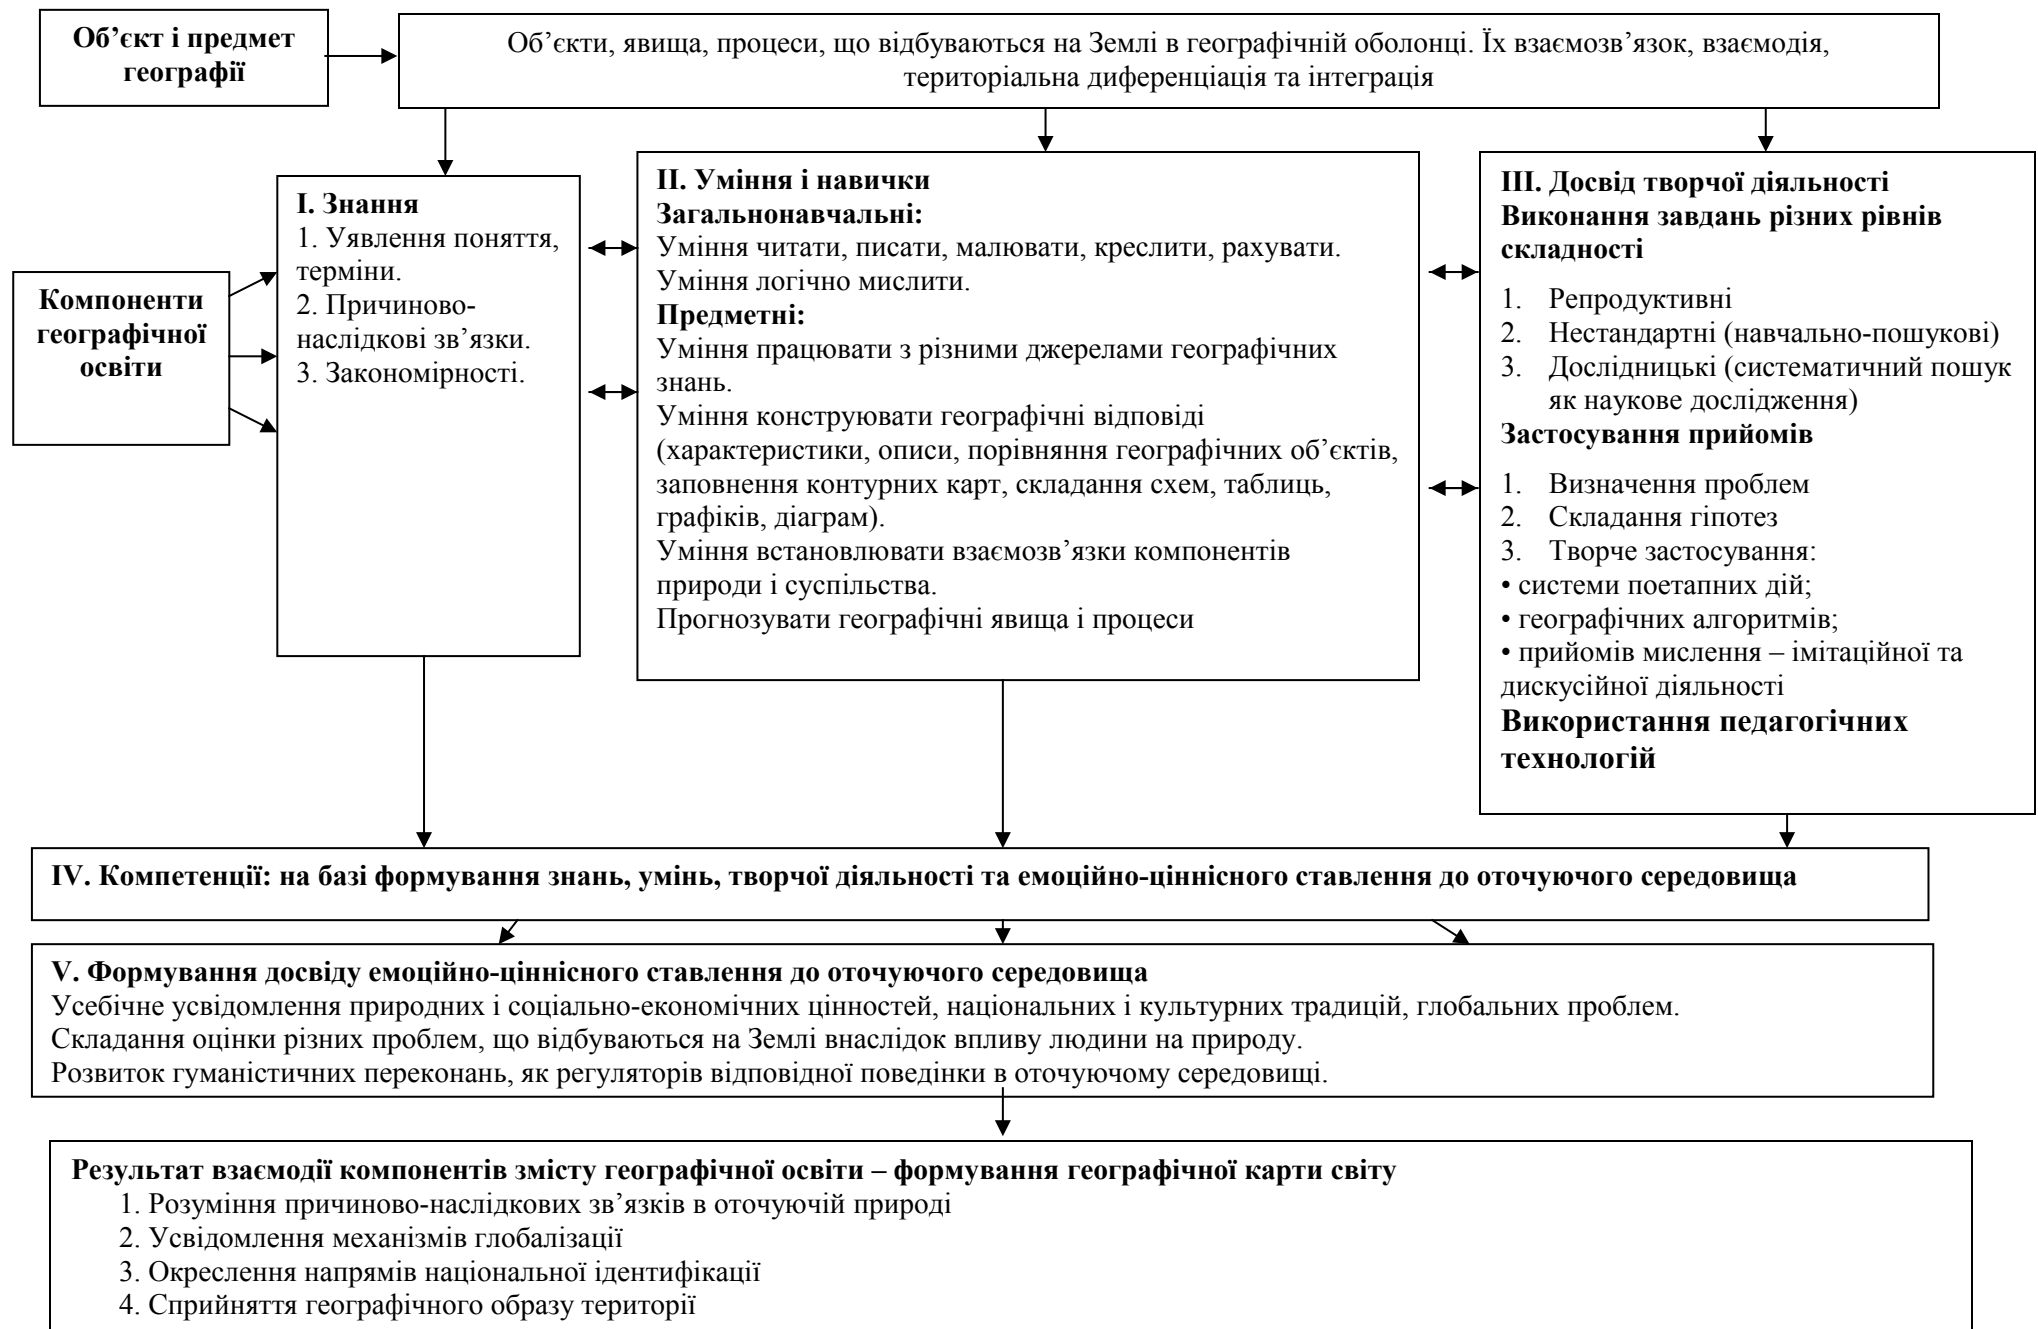 Об’єкт і предмет
географії
Об’єкти, явища, процеси, що відбуваються на Землі в географічній оболонці. Їх взаємозв’язок, взаємодія,
територіальна диференціація та інтеграція
Компоненти
географічної
освіти
І. Знання
1. Уявлення поняття,
терміни.
2. Причиново-
наслідкові зв’язки.
3. Закономірності.
ІІ. Уміння і навички
Загальнонавчальні:
Уміння читати, писати, малювати, креслити, рахувати.
Уміння логічно мислити.
Предметні:
Уміння працювати з різними джерелами географічних
знань.
Уміння конструювати географічні відповіді
(характеристики, описи, порівняння географічних об’єктів,
заповнення контурних карт, складання схем, таблиць,
графіків, діаграм).
Уміння встановлювати взаємозв’язки компонентів
природи і суспільства.
Прогнозувати географічні явища і процеси
ІІІ. Досвід творчої діяльності
Виконання завдань різних рівнів
складності
1. Репродуктивні
2. Нестандартні (навчально-пошукові)
3. Дослідницькі (систематичний пошук
як наукове дослідження)
Застосування прийомів
1. Визначення проблем
2. Складання гіпотез
3. Творче застосування:
• системи поетапних дій;
• географічних алгоритмів;
• прийомів мислення – імітаційної та
дискусійної діяльності
Використання педагогічних
технологій
IV. Компетенції: на базі формування знань, умінь, творчої діяльності та емоційно-ціннісного ставлення до оточуючого середовища
V. Формування досвіду емоційно-ціннісного ставлення до оточуючого середовища
Усебічне усвідомлення природних і соціально-економічних цінностей, національних і культурних традицій, глобальних проблем.
Складання оцінки різних проблем, що відбуваються на Землі внаслідок впливу людини на природу.
Розвиток гуманістичних переконань, як регуляторів відповідної поведінки в оточуючому середовищі.
Результат взаємодії компонентів змісту географічної освіти – формування географічної карти світу
1. Розуміння причиново-наслідкових зв’язків в оточуючій природі
2. Усвідомлення механізмів глобалізації
3. Окреслення напрямів національної ідентифікації
4. Сприйняття географічного образу території